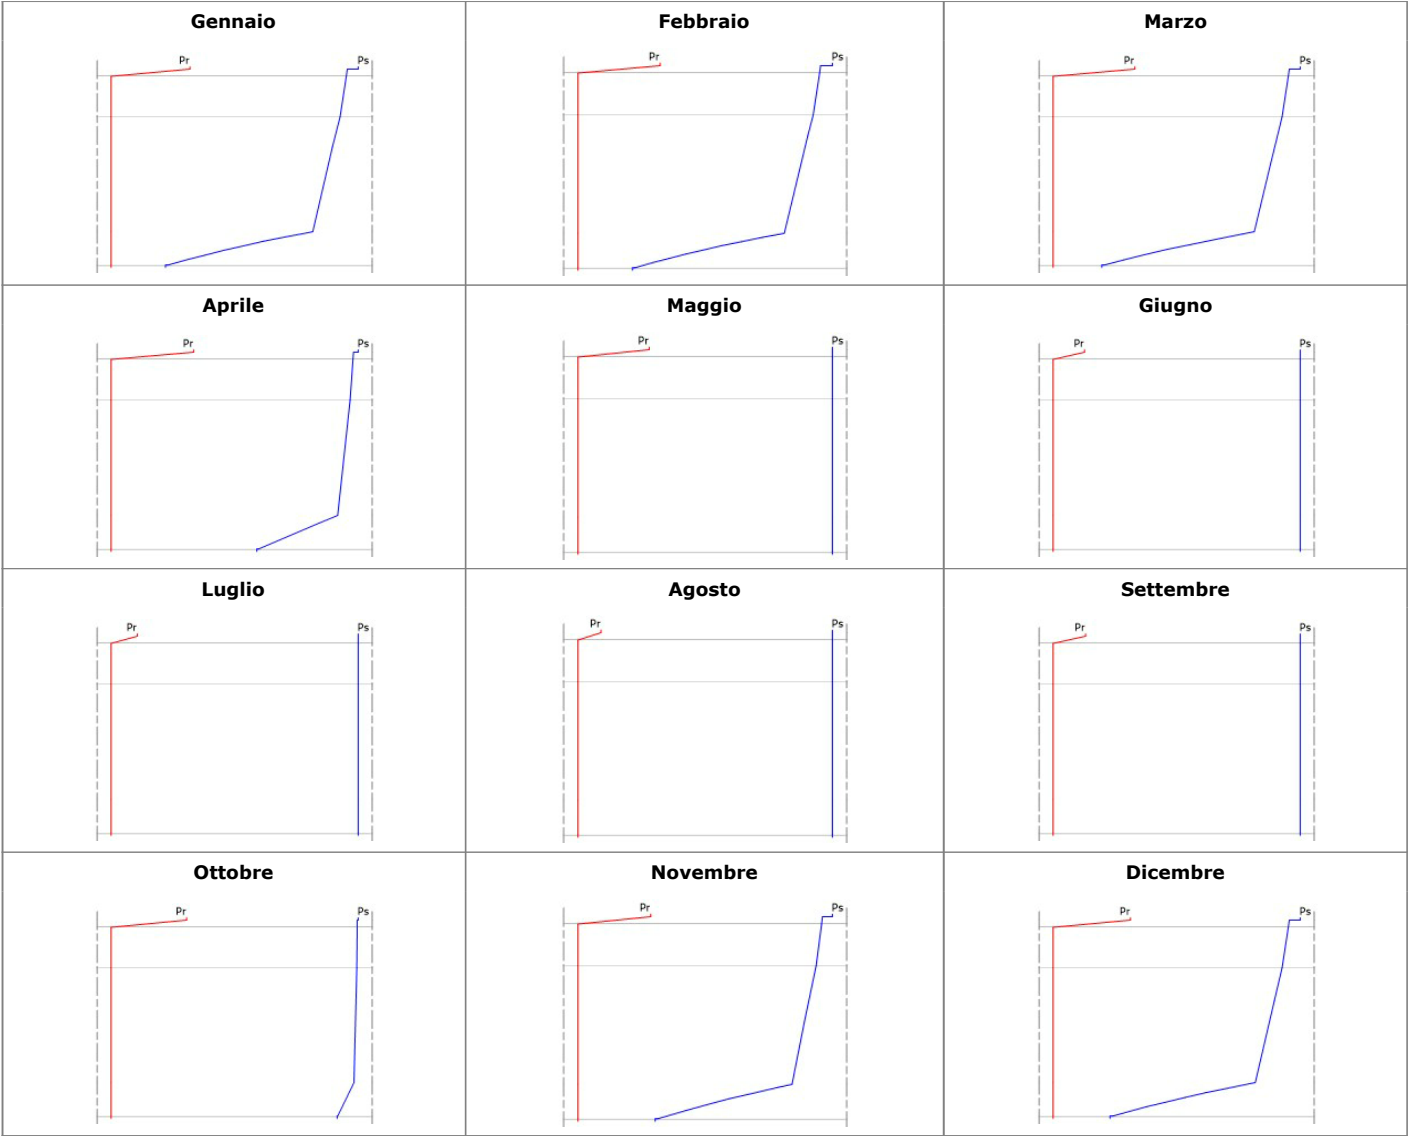 Gennaio
Febbraio
Marzo
Pr
Ps
Pr
Ps
Pr
Ps
Aprile
Maggio
Giugno
Pr
Ps
Pr
Ps
Pr
Ps
Luglio
Agosto
Settembre
Pr
Ps
Pr
Ps
Pr
Ps
Ottobre
Novembre
Dicembre
Pr
Ps
Pr
Ps
Pr
Ps